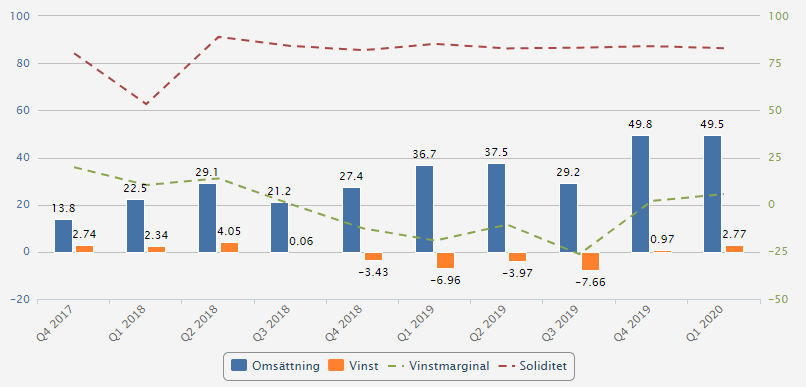 100 100
80 75
60 50
40 25
20 0
0 -25
-20 -50
13.8 22.5 29.1 21.2 27.4 36.7 37.5 29.2 49.8 49.5
2.74 2.34 4.05 0.06 -3.43 -6.96 -3.97 -7.66 0.97 2.77
Q4 2017 Q1 2018 Q2 2018 Q3 2018 Q4 2018 Q1 2019 Q2 2019 Q3 2019 Q4 2019 Q1 2020
Omsättning Vinst Vinstmarginal Soliditet